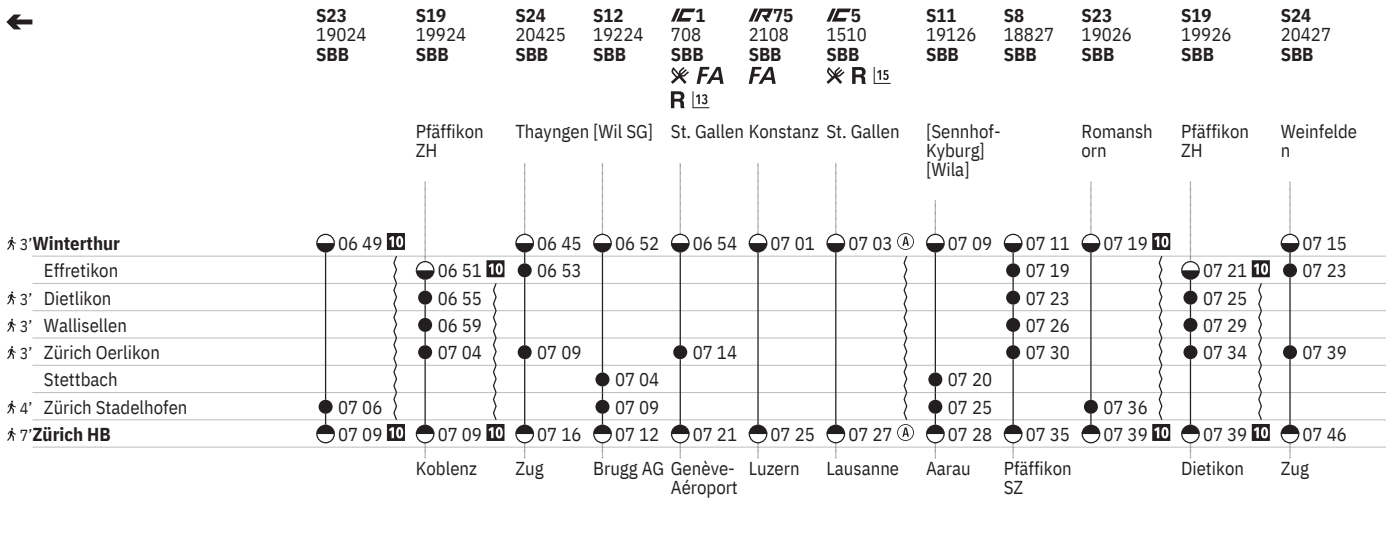 S23 S19 S24 S12 IC1 IR75 IC5 S11 S8 S23 S19 S24
19024 19924 20425 19224 708 2108 1510 19126 18827 19026 19926 20427
SBB SBB SBB SBB SBB SBB SBB SBB SBB SBB SBB SBB
FA FA R 15
R 13
Pfäffikon Thayngen [Wil SG] St. Gallen Konstanz St. Gallen [Sennhof- Romansh Pfäffikon Weinfelde
ZH Kyburg] orn ZH n
[Wila]
3' Winterthur 06 49 10 06 45 06 52 06 54 07 01 07 03 A 07 09 07 11 07 19 10 07 15
Effretikon 06 51 10 06 53 07 19 07 21 10 07 23
3' Dietlikon 06 55 07 23 07 25
3' Wallisellen 06 59 07 26 07 29
3' Zürich Oerlikon 07 04 07 09 07 14 07 30 07 34 07 39
Stettbach 07 04 07 20
4' Zürich Stadelhofen 07 06 07 09 07 25 07 36
7' Zürich HB 07 09 10 07 09 10 07 16 07 12 07 21 07 25 07 27 A 07 28 07 35 07 39 10 07 39 10 07 46
Koblenz Zug Brugg AG Genève- Luzern Lausanne Aarau Pfäffikon Dietikon Zug
Aéroport SZ